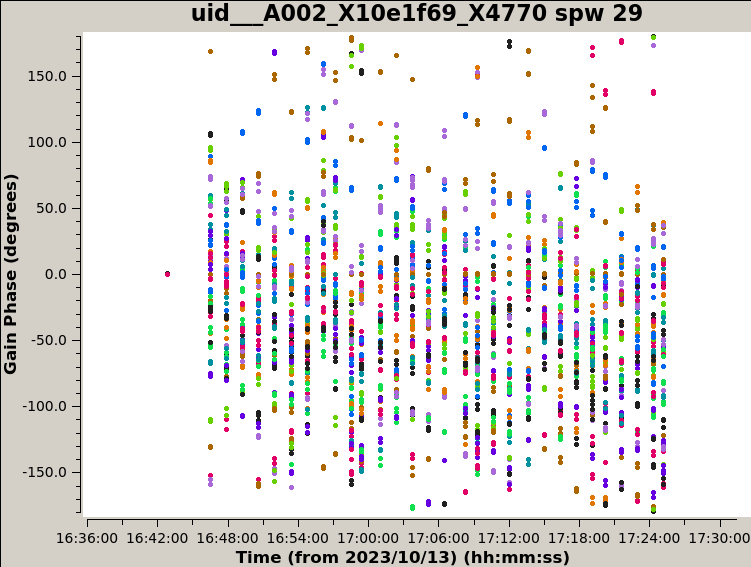 uid___A002_X10e1f69_X4770 spw 29
150.0
100.0
50.0
0.0
-50.0
-100.0
-150.0
Gain Phase (degrees)
16:36:00 16:42:00 16:48:00 16:54:00 17:00:00 17:06:00 17:12:00 17:18:00 17:24:00 17:30:00
Time (from 2023/10/13) (hh:mm:ss)